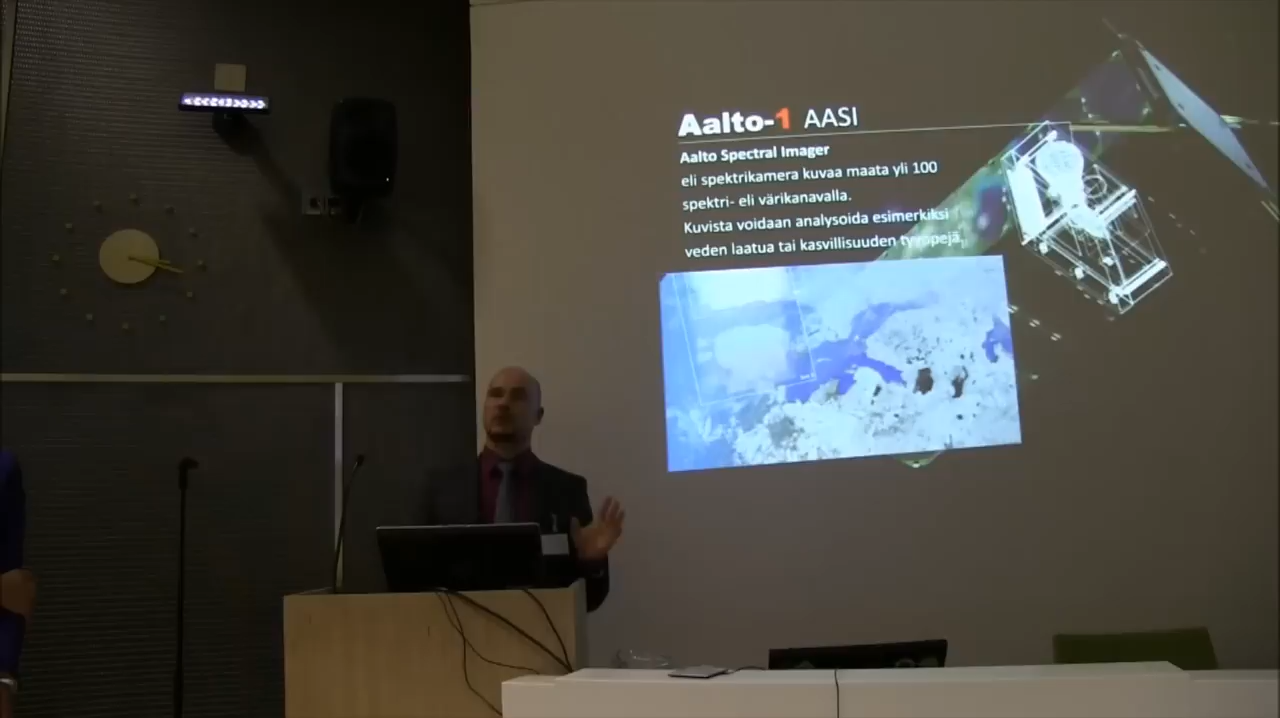 Aalto-1 AASI
Aalto Spectral Imager
eli spektrikamera kuvaa maata yli 100
spektri- eli värikanavalla.
Kuvista voidaan analysoida esimerkiksi
veden laatua tai kasvillisuuden